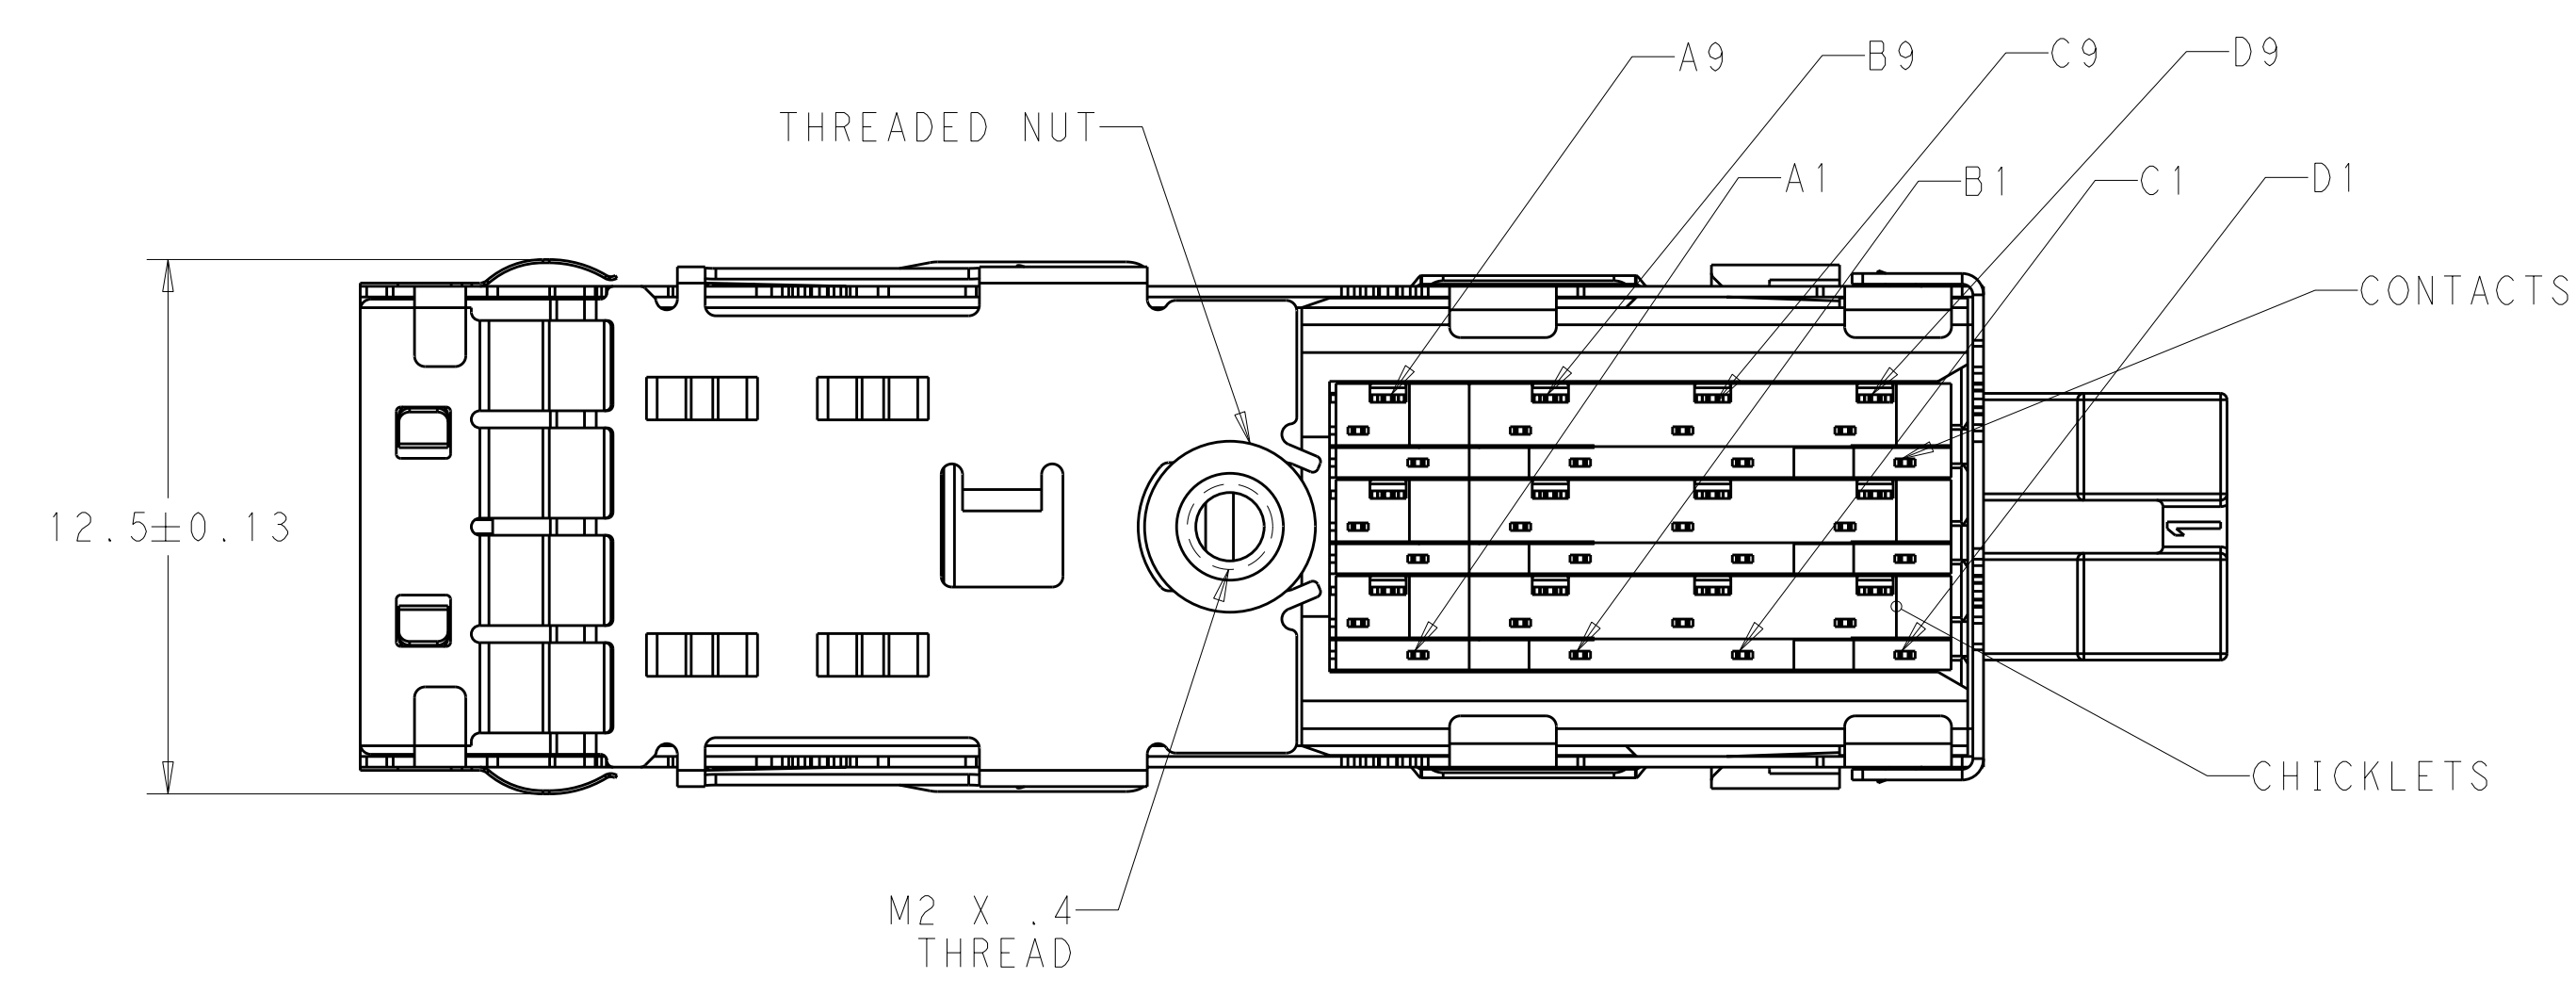 A9
B9
C9
D9
THREADED NUT
A1
B1
C1
D1
CONTACTS
12.5±0.13
1
CHICKLETS
M2 X .4
THREAD